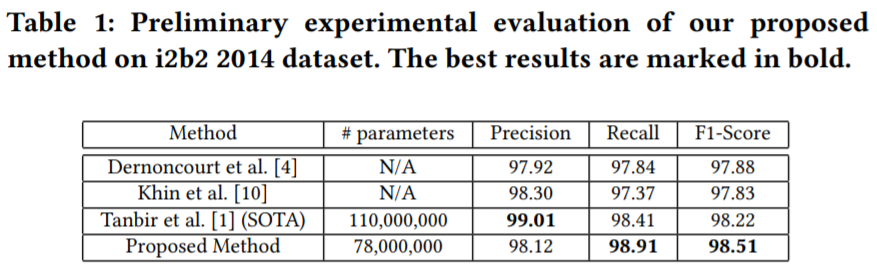 Table 1: Preliminary experimental evaluation of our proposed
method on i2b2 2014 dataset. The best results are marked in bold.
Method # parameters Precision Recall F1-Score
Dernoncourt et al. [4] N/A 97.92 97.84 97.88
Khin et al. [10] N/A 98.30 97.37 97.83
Tanbir et al. [1] (SOTA) 110,000,000 99.01 98.41 98.22
Proposed Method 78,000,000 98.12 98.91 98.51